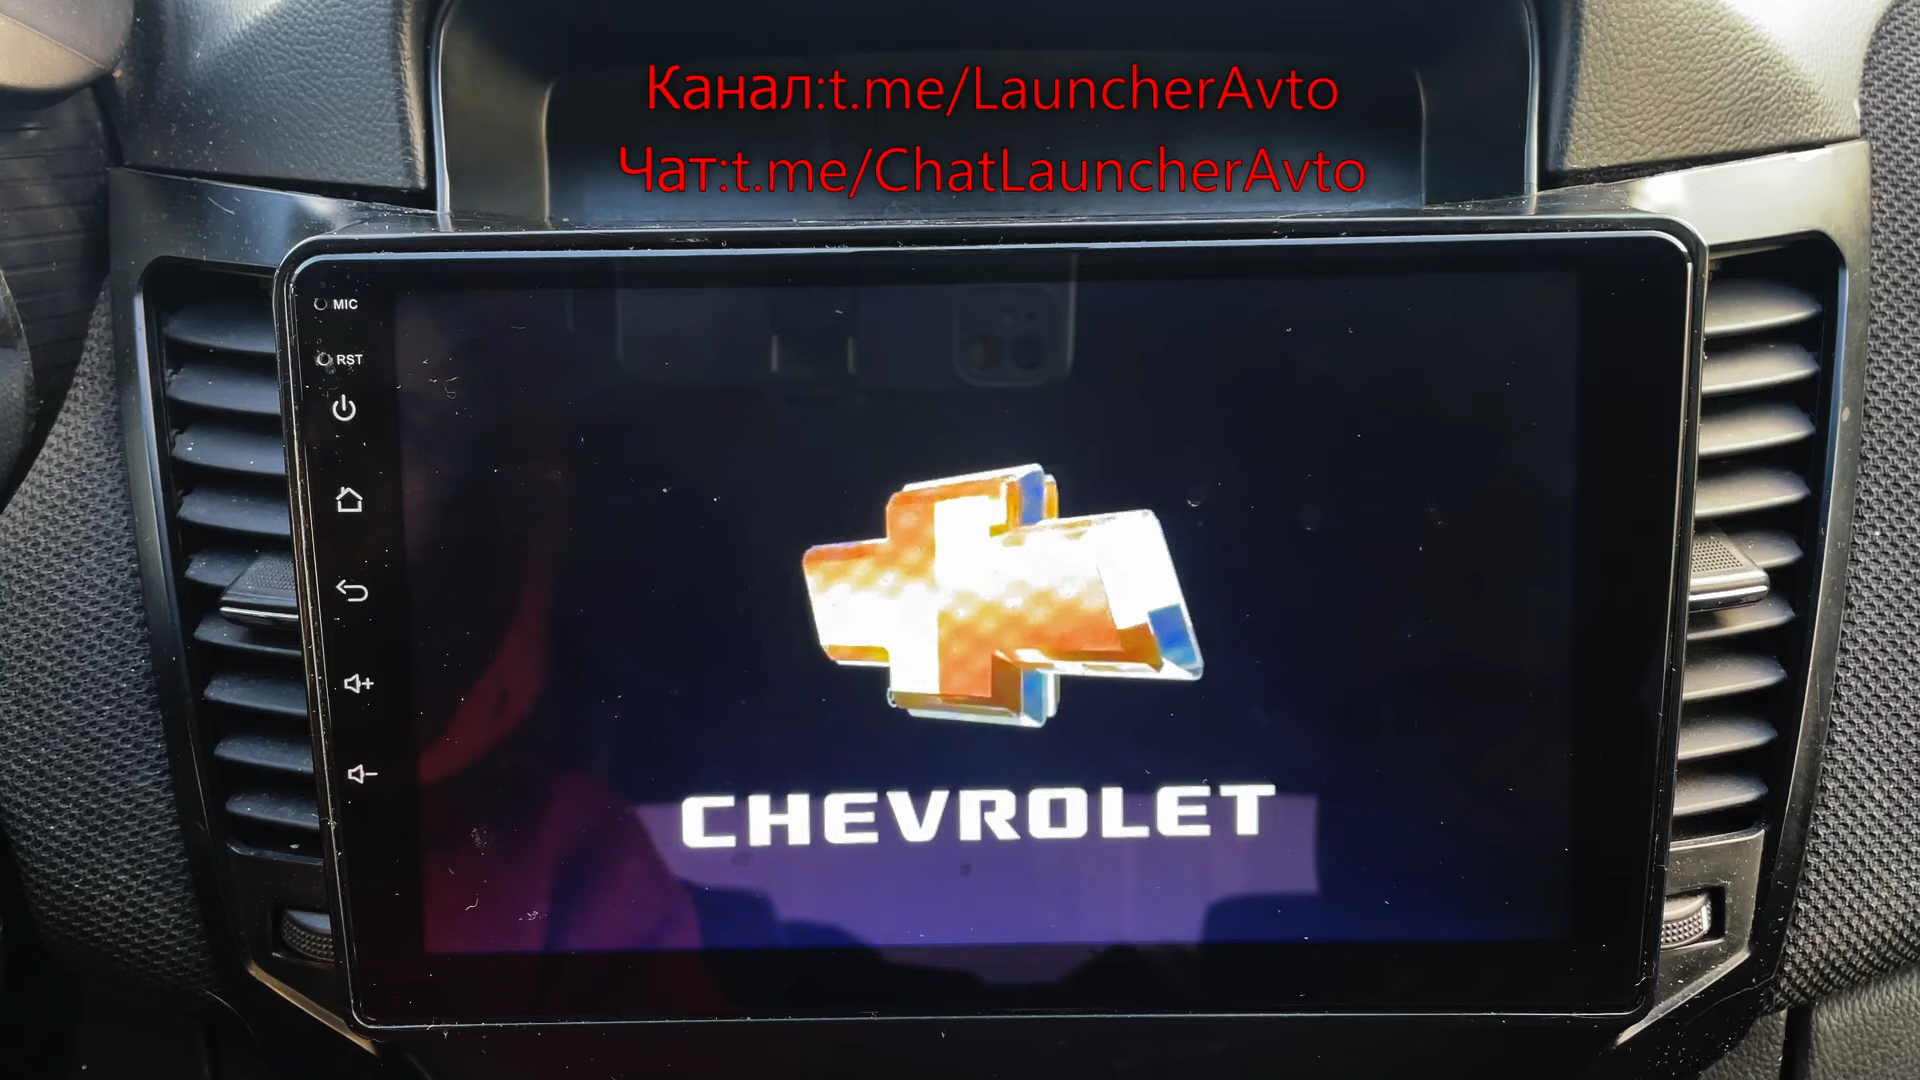 Канал:t.me/LauncherAvto
Чат:t.me/ChatLauncherAvto
MIC
RST
CHEVROLET